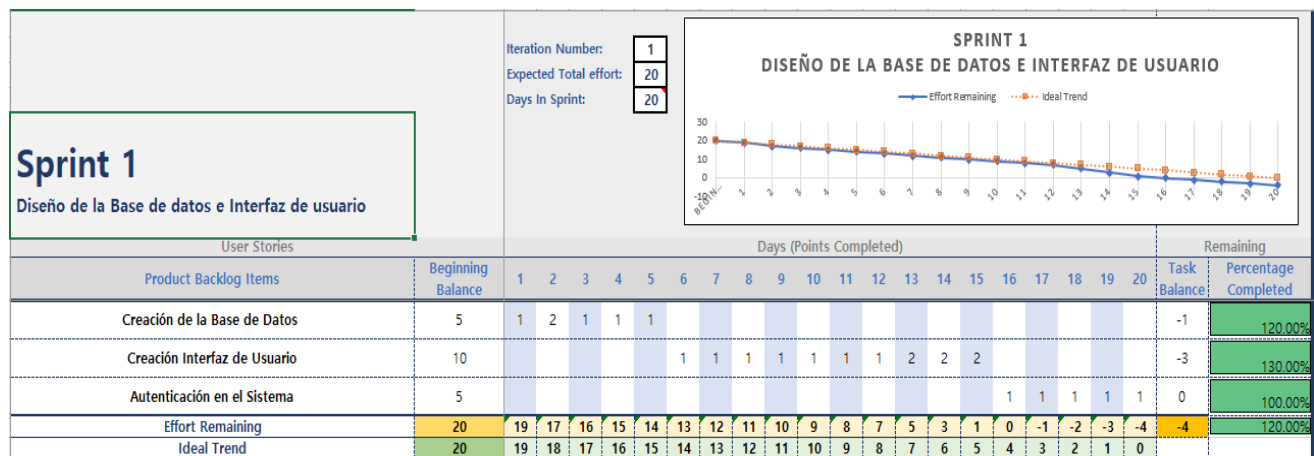 Iteration Number: 1
Expected Total effort: 20
Days In Sprint: 20
SPRINT 1
DISEÑO DE LA BASE DE DATOS E INTERFAZ DE USUARIO
Effort Remaining Ideal Trend
30
20
10
0
-10
BEGIN... 1 2 3 4 5 6 7 8 9 10 11 12 13 14 15 16 17 18 19 20
Sprint 1
Diseño de la Base de datos e Interfaz de usuario
User Stories Days (Points Completed) Remaining
Product Backlog Items Beginning Balance 1 2 3 4 5 6 7 8 9 10 11 12 13 14 15 16 17 18 19 20 Task Balance Percentage Completed
Creación de la Base de Datos 5 1 2 1 1 1 -1 120.00%
Creación Interfaz de Usuario 10 1 1 1 1 1 1 1 2 2 2 -3 130.00%
Autenticación en el Sistema 5 1 1 1 1 1 0 100.00%
Effort Remaining 20 19 17 16 15 14 13 12 11 10 9 8 7 5 3 1 0 -1 -2 -3 -4 -4 120.00%
Ideal Trend 20 19 18 17 16 15 14 13 12 11 10 9 8 7 6 5 4 3 2 1 0